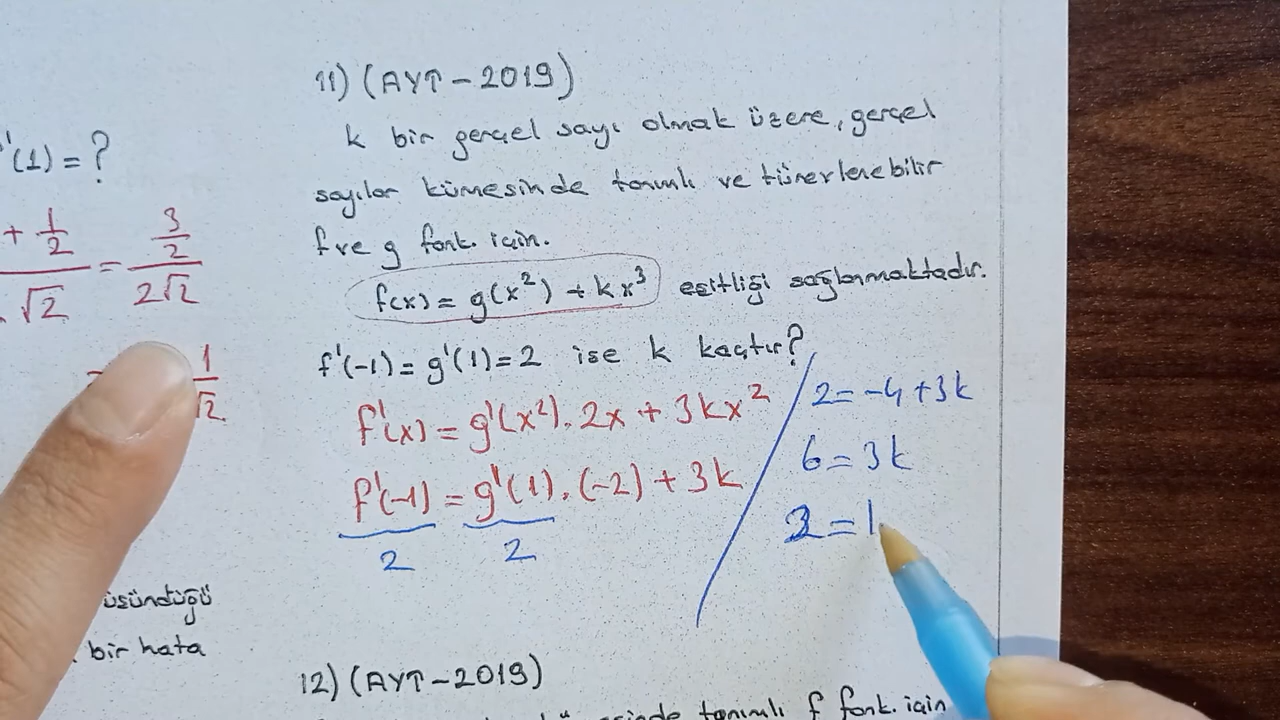 '(1) = ?
+ 1/2 = 3/2
√2 2√2
1
√2
üsündüğü
bir hata
11) (AYT - 2019)
k bir gerçel sayı olmak üzere, gerçel
sayılar kümesinde tanımlı ve türevlenebilir
f ve g fonk. için.
f(x) = g(x²) + kx³ eşitliği sağlanmaktadır.
f'(-1) = g'(1) = 2 ise k kaçtır?
f'(x) = g'(x²). 2x + 3kx²
f'(-1) = g'(1). (-2) + 3k
2 2
2 = -4 + 3k
6 = 3k
2 =
12) (AYT - 2019)
sinde tanımlı f fonk. için